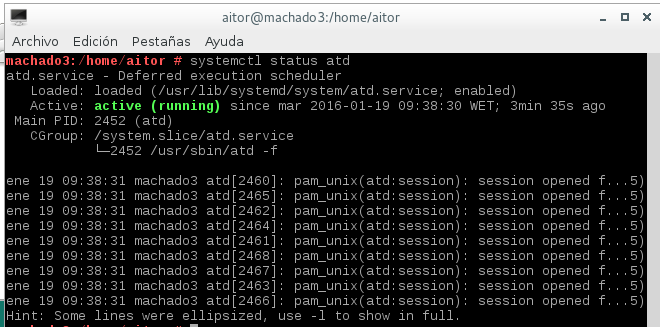 aitor@machado3:/home/aitor
Archivo Edición Pestañas Ayuda
machado3:/home/aitor # systemctl status atd
atd.service - Deferred execution scheduler
   Loaded: loaded (/usr/lib/systemd/system/atd.service; enabled)
   Active: active (running) since mar 2016-01-19 09:38:30 WET; 3min 35s ago
 Main PID: 2452 (atd)
   CGroup: /system.slice/atd.service
           └─2452 /usr/sbin/atd -f
ene 19 09:38:31 machado3 atd[2460]: pam_unix(atd:session): session opened f...5)
ene 19 09:38:31 machado3 atd[2465]: pam_unix(atd:session): session opened f...5)
ene 19 09:38:31 machado3 atd[2462]: pam_unix(atd:session): session opened f...5)
ene 19 09:38:31 machado3 atd[2464]: pam_unix(atd:session): session opened f...5)
ene 19 09:38:31 machado3 atd[2461]: pam_unix(atd:session): session opened f...5)
ene 19 09:38:31 machado3 atd[2468]: pam_unix(atd:session): session opened f...5)
ene 19 09:38:31 machado3 atd[2467]: pam_unix(atd:session): session opened f...5)
ene 19 09:38:31 machado3 atd[2463]: pam_unix(atd:session): session opened f...5)
ene 19 09:38:31 machado3 atd[2466]: pam_unix(atd:session): session opened f...5)
Hint: Some lines were ellipsized, use -l to show in full.
machado3:/home/aitor #